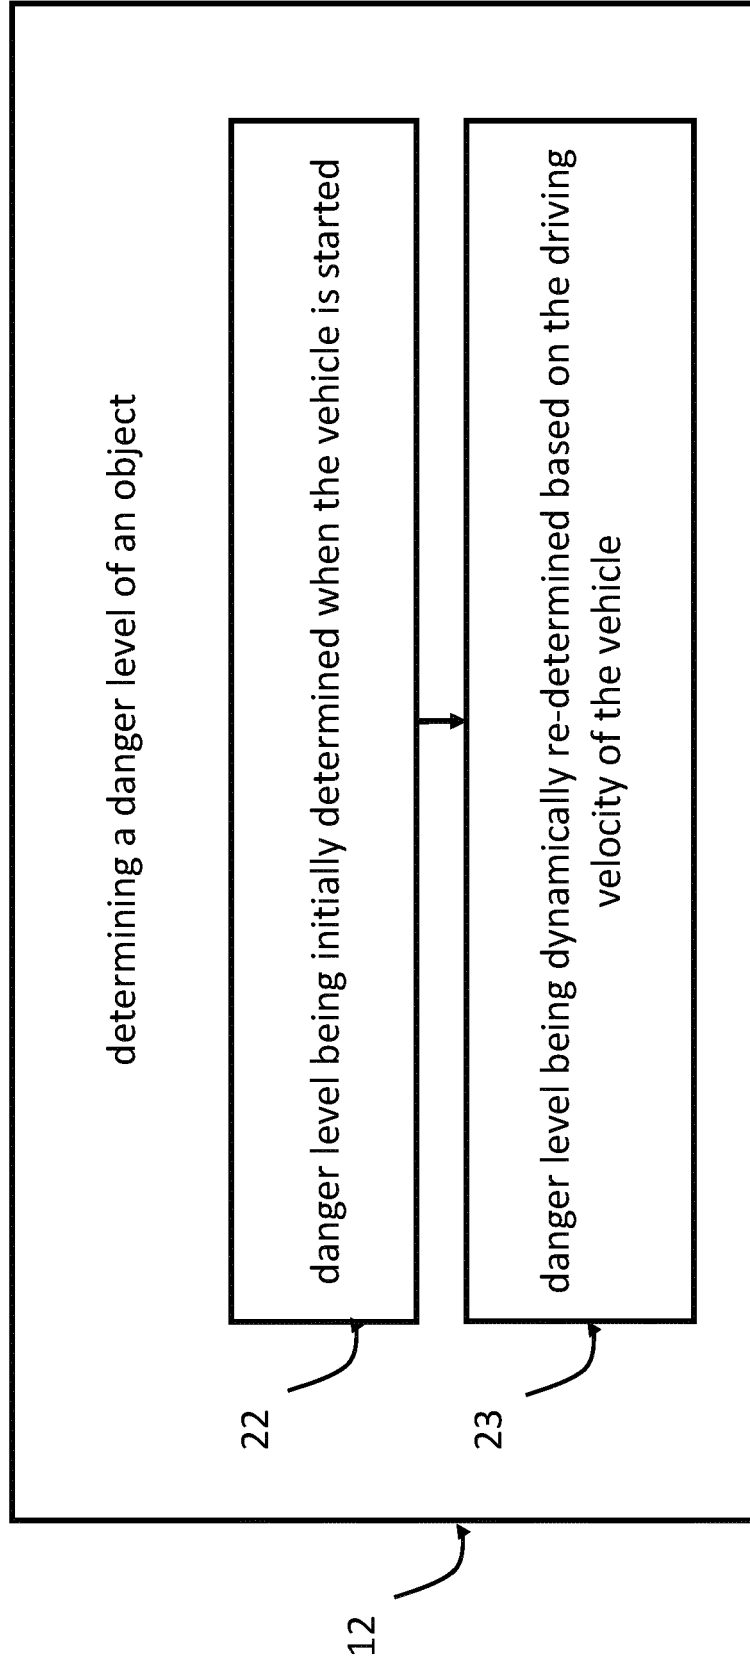 determining a danger level of an object
22
danger level being initially determined when the vehicle is started
23
danger level being dynamically re-determined based on the driving
velocity of the vehicle
12